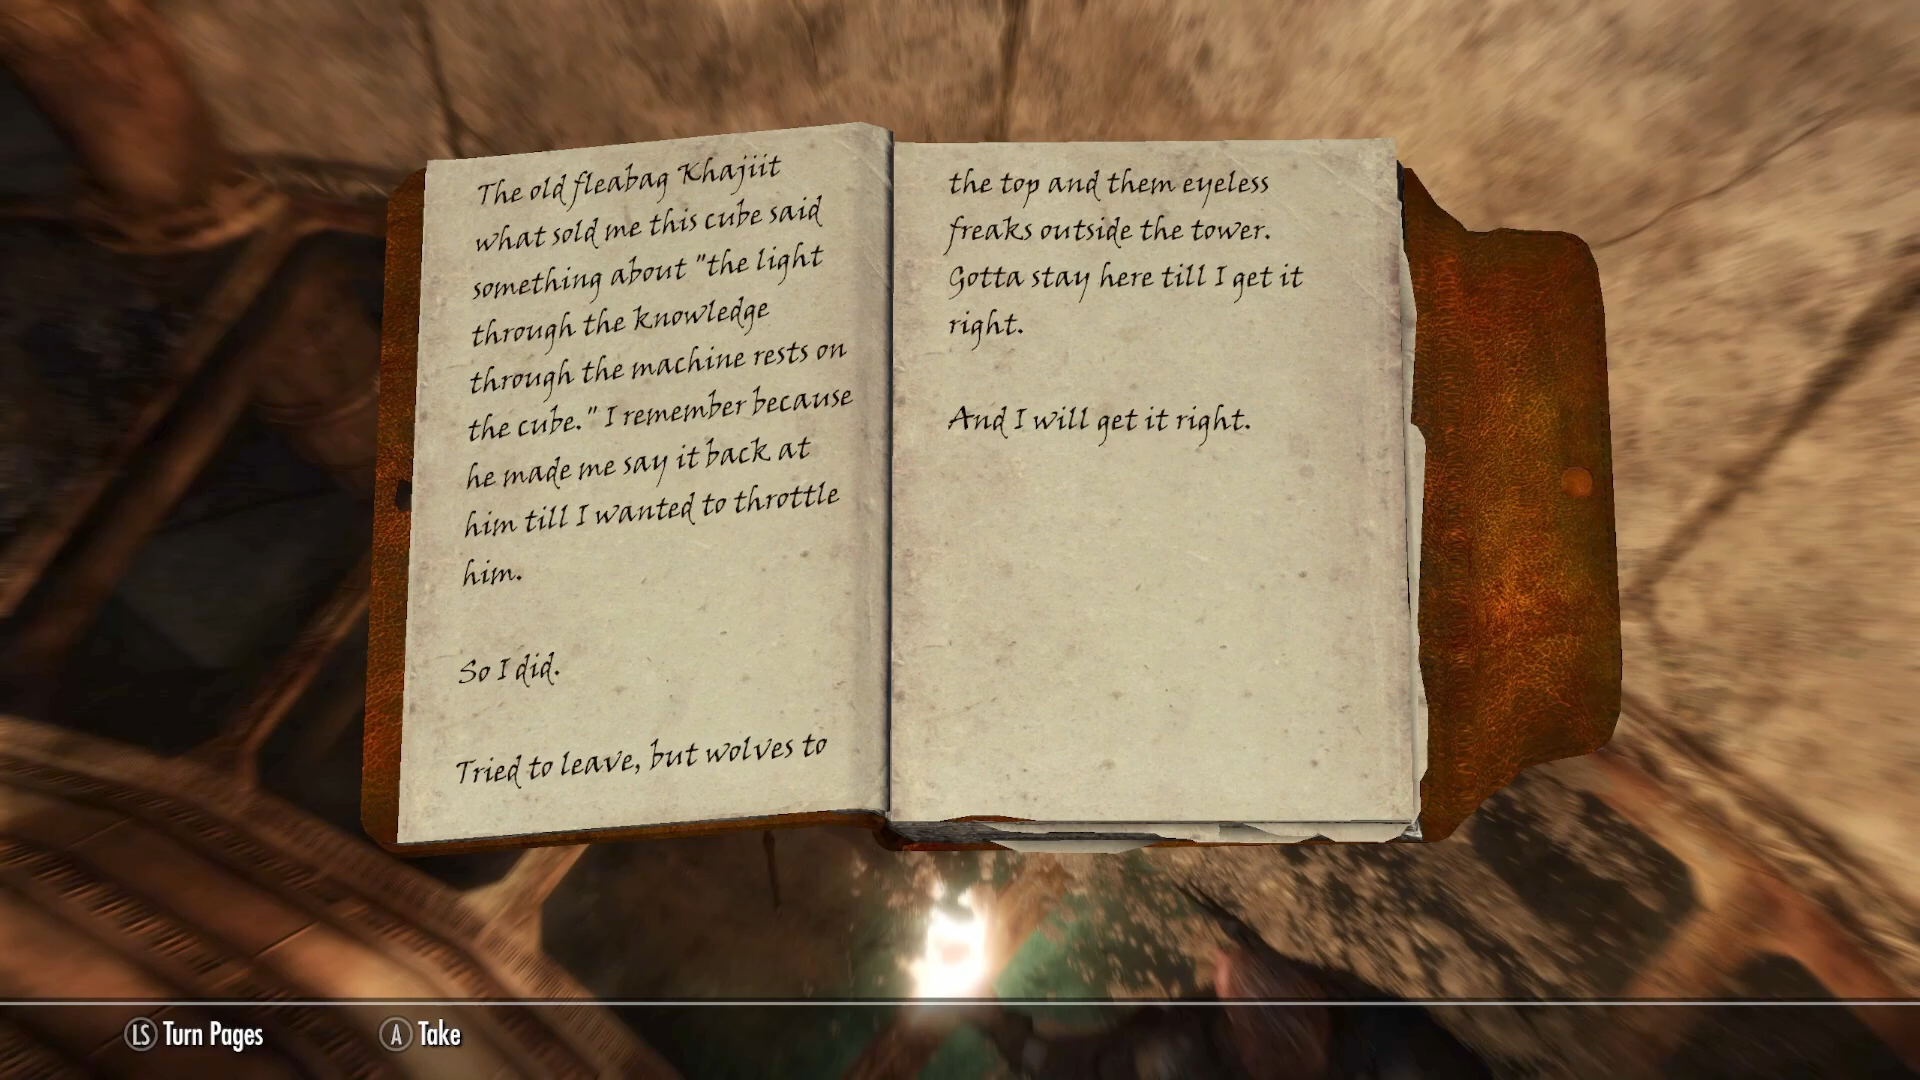 The old fleabag Khajiit
what sold me this cube said
something about "the light
through the knowledge
through the machine rests on
the cube." I remember because
he made me say it back at
him till I wanted to throttle
him.
So I did.
Tried to leave, but wolves to
the top and them eyeless
freaks outside the tower.
Gotta stay here till I get it
right.
And I will get it right.
LS Turn Pages
A Take